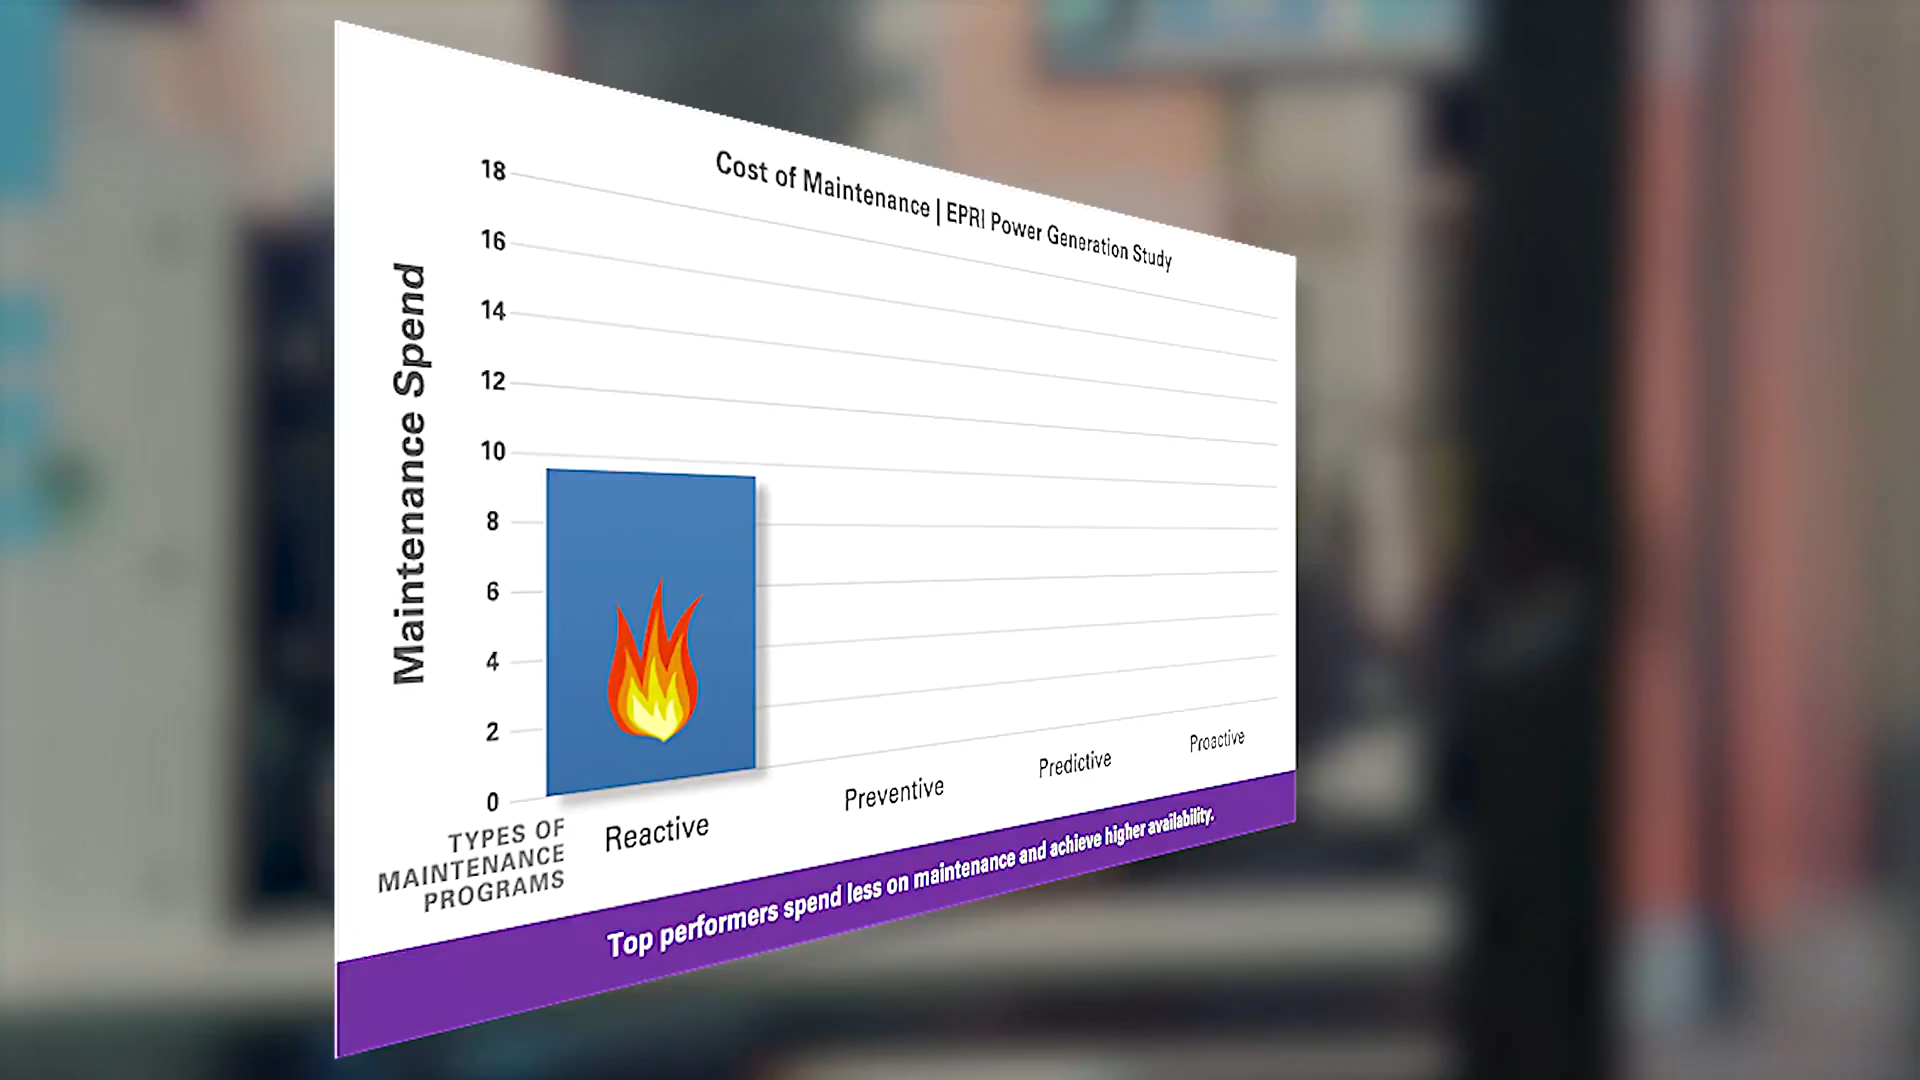 Cost of Maintenance | EPRI Power Generation Study
Maintenance Spend
18
16
14
12
10
8
6
4
2
0
TYPES OF
MAINTENANCE
PROGRAMS
Reactive
Preventive
Predictive
Proactive
Top performers spend less on maintenance and achieve higher availability.